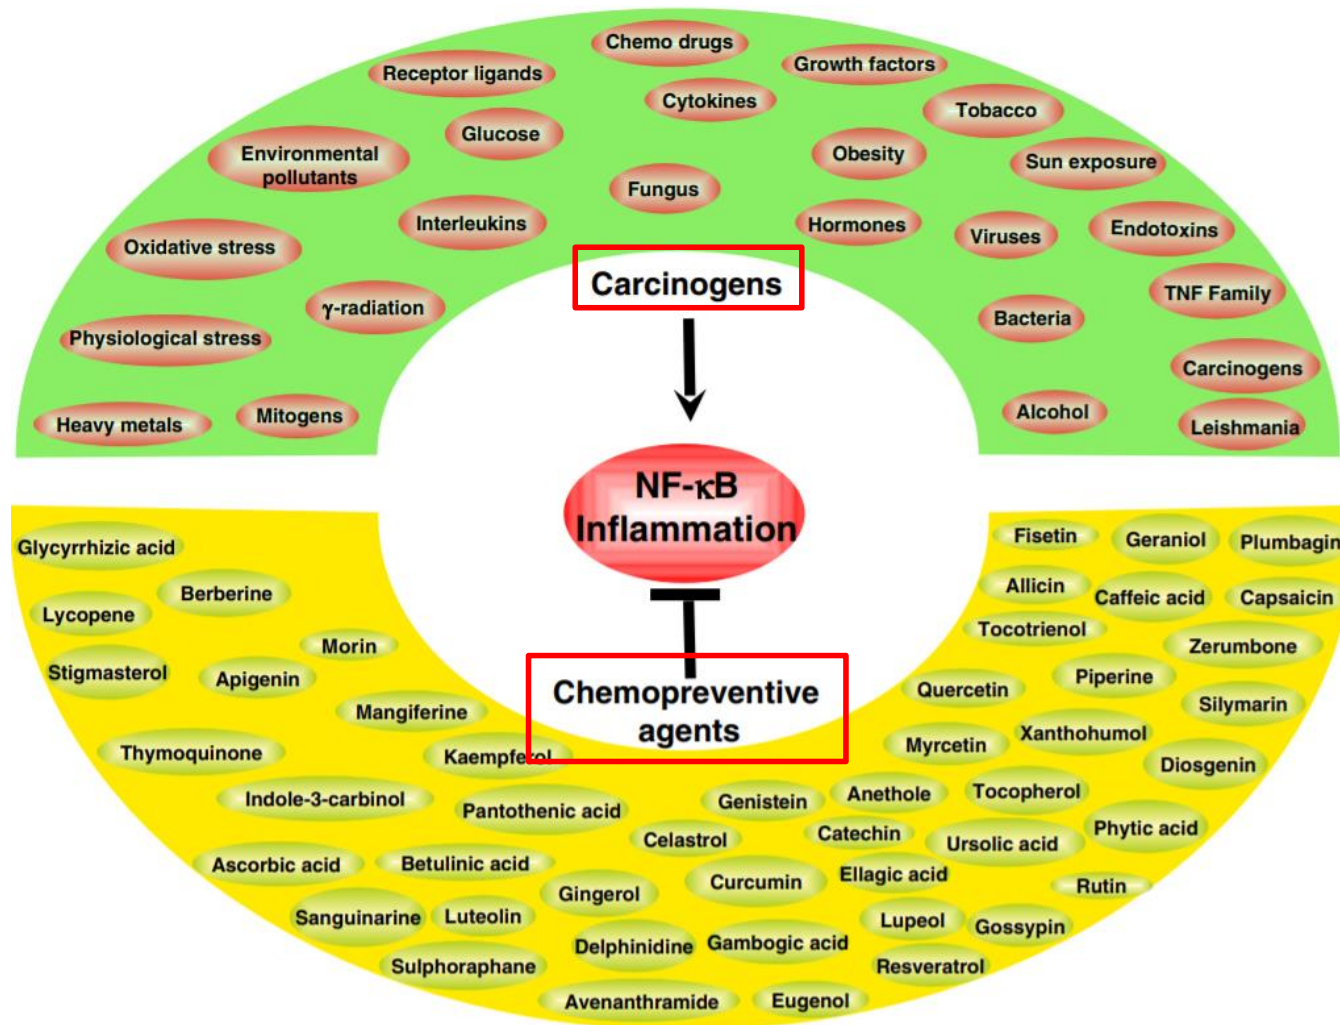 Chemo drugs
Growth factors
Receptor ligands
Cytokines
Tobacco
Glucose
Environmental
pollutants
Obesity
Sun exposure
Fungus
Interleukins
Hormones
Viruses
Endotoxins
Oxidative stress
Carcinogens
TNF Family
γ-radiation
Bacteria
Physiological stress
Carcinogens
Heavy metals
Mitogens
Alcohol
Leishmania
NF-κB
Inflammation
Glycyrrhizic acid
Fisetin
Geraniol
Plumbagin
Berberine
Allicin
Caffeic acid
Capsaicin
Lycopene
Tocotrienol
Morin
Zerumbone
Stigmasterol
Apigenin
Chemopreventive
agents
Quercetin
Piperine
Silymarin
Mangiferine
Thymoquinone
Kaempferol
Myrcetin
Xanthohumol
Diosgenin
Indole-3-carbinol
Pantothenic acid
Genistein
Anethole
Tocopherol
Celastrol
Catechin
Ursolic acid
Phytic acid
Ascorbic acid
Betulinic acid
Gingerol
Curcumin
Ellagic acid
Rutin
Sanguinarine
Luteolin
Lupeol
Gossypin
Delphinidine
Gambogic acid
Sulphoraphane
Resveratrol
Avenanthramide
Eugenol